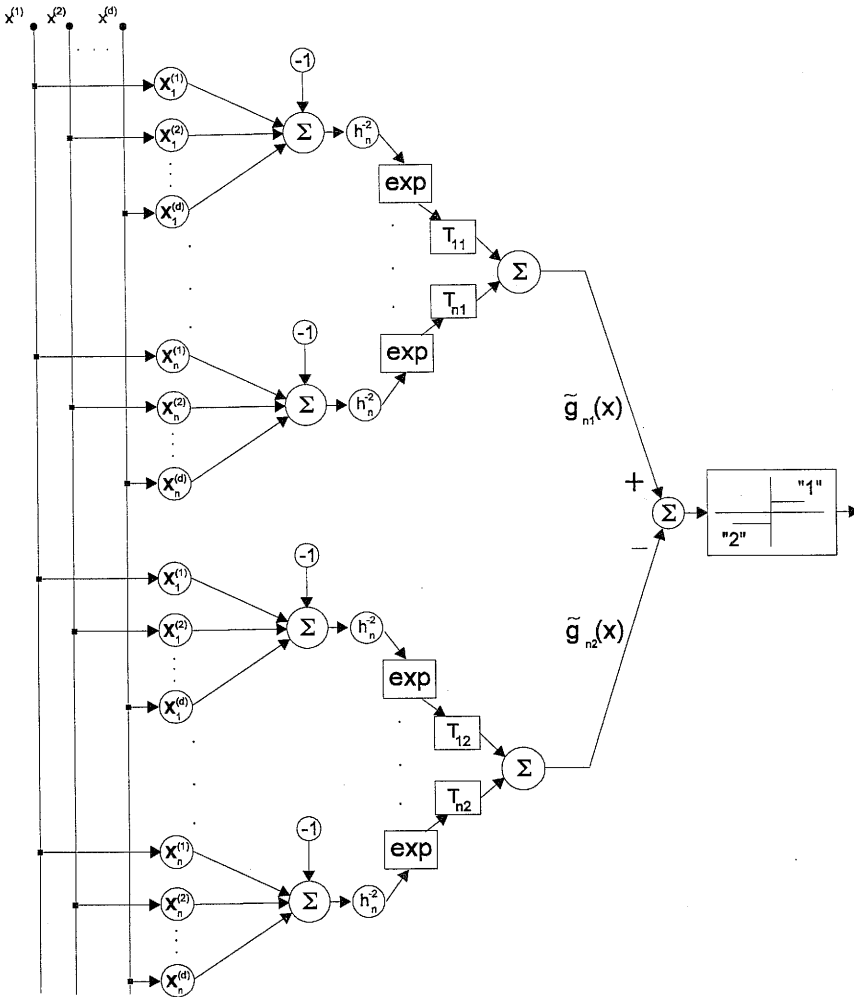 x⁽¹⁾ x⁽²⁾ x⁽ᵈ⁾
. . . .
-1
X₁⁽¹⁾
X₁⁽²⁾ Σ hₙ⁻²
exp
X₁⁽ᵈ⁾
T₁₁
Σ
Tₙ₁
-1
exp
Xₙ⁽¹⁾
Xₙ⁽²⁾ Σ hₙ⁻²
g̃ₙ₁(x)
Xₙ⁽ᵈ⁾
+
"1"
Σ
"2"
−
-1
X₁⁽¹⁾
X₁⁽²⁾ Σ hₙ⁻²
g̃ₙ₂(x)
exp
X₁⁽ᵈ⁾
T₁₂
Σ
Tₙ₂
-1
exp
Xₙ⁽¹⁾
Xₙ⁽²⁾ Σ hₙ⁻²
Xₙ⁽ᵈ⁾